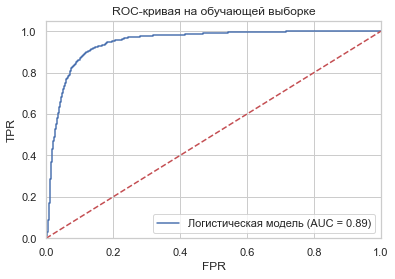 ROC-кривая на обучающей выборке
TPR
1.0
0.8
0.6
0.4
0.2
0.0
Логистическая модель (AUC = 0.89)
0.0 0.2 0.4 0.6 0.8 1.0
FPR